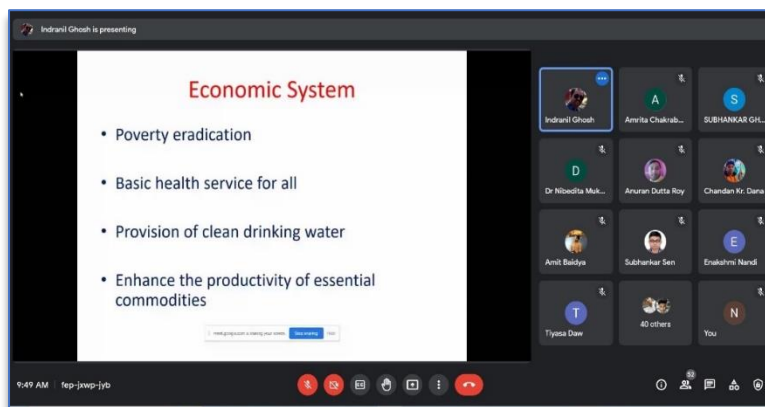 Indranil Ghosh is presenting
Economic System
• Poverty eradication
• Basic health service for all
• Provision of clean drinking water
• Enhance the productivity of essential
commodities
meet.google.com is sharing your screen. Stop sharing Hide
Indranil Ghosh
A
Amrita Chakrab...
S
SUBHANKAR GH...
D
Dr Nibedita Muk...
Anuran Dutta Roy
Chandan Kr. Dana
Amit Baidya
Subhankar Sen
E
Enakshmi Nandi
T
Tiyasa Daw
40 others
N
You
9:49 AM | fep-jxwp-jyb
52